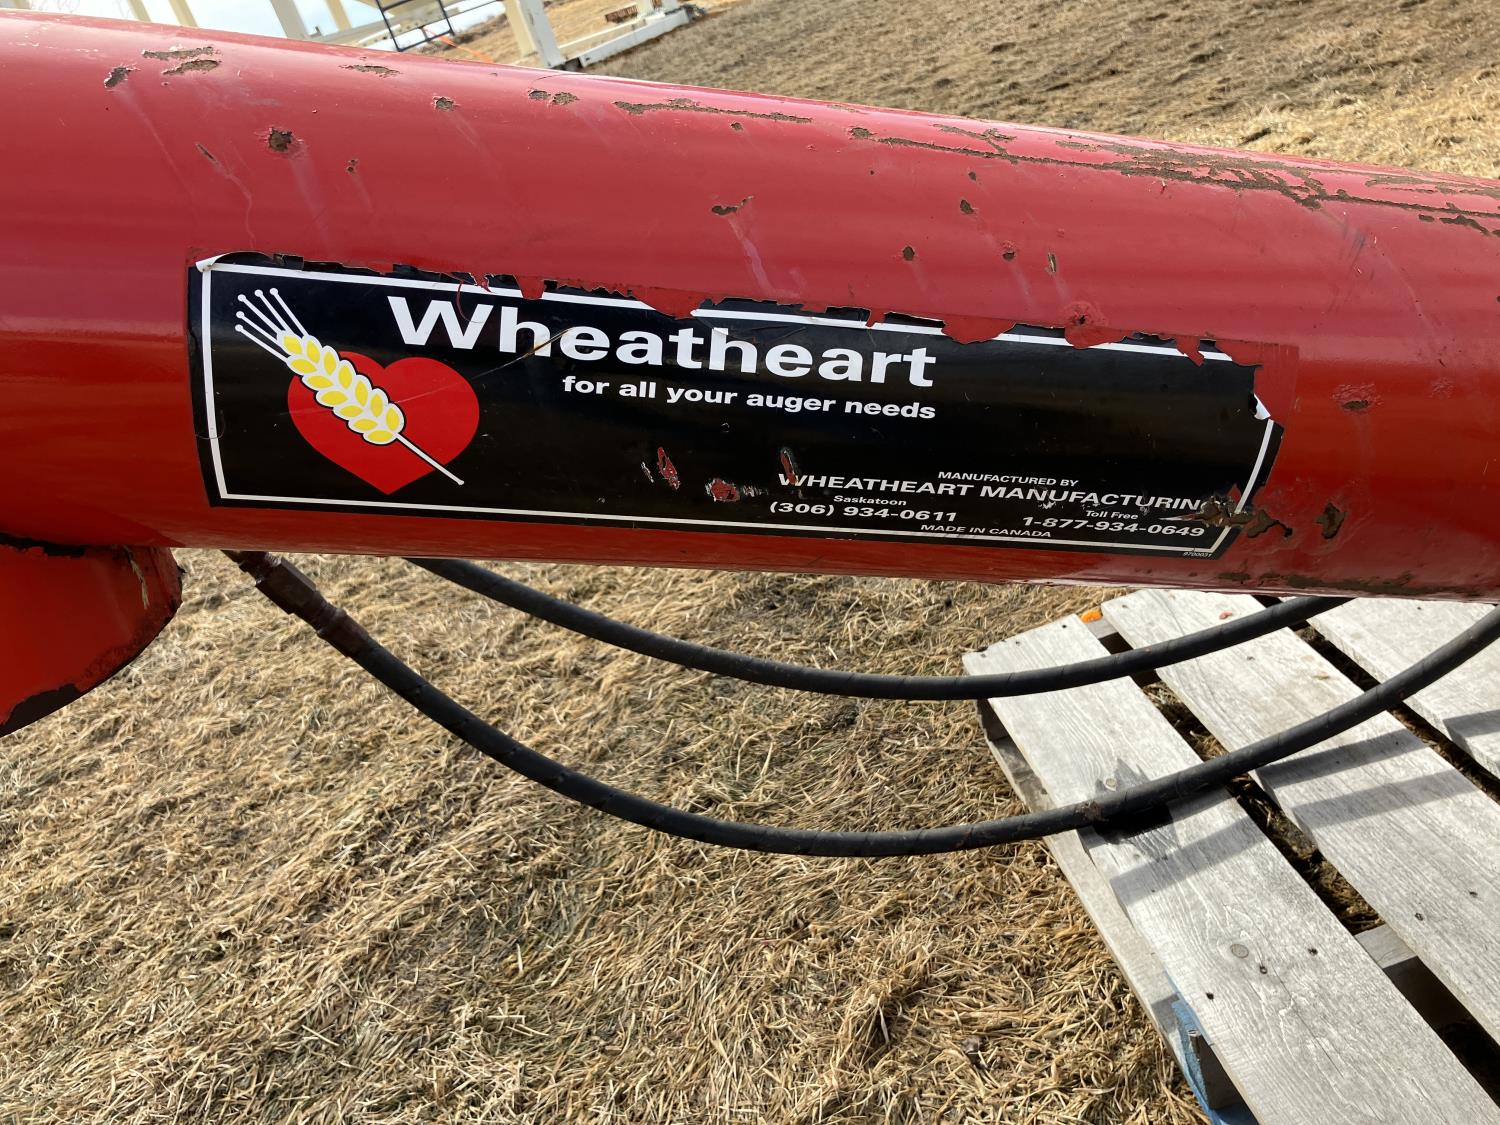 Wheatheart
for all your auger needs
MANUFACTURED BY
WHEATHEART MANUFACTURING
Saskatoon Toll Free
(306) 934-0611 1-877-934-0649
MADE IN CANADA
9700031